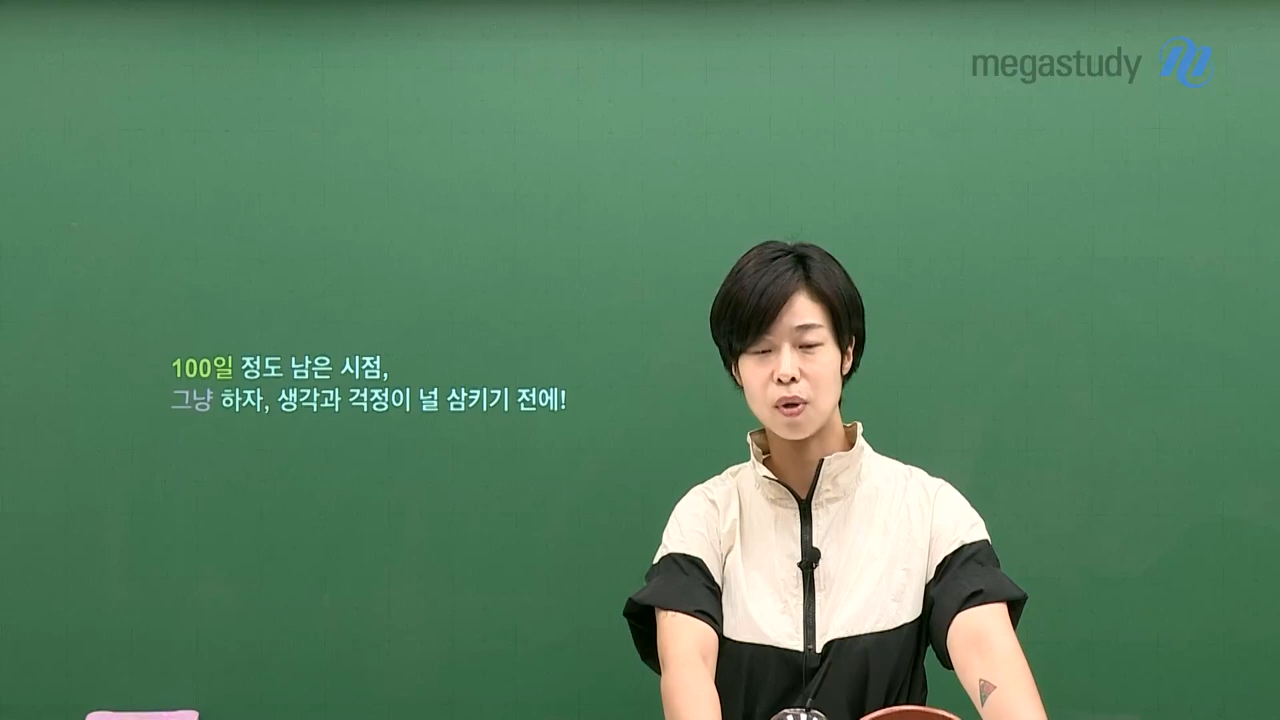 megastudy
100일 정도 남은 시점,
그냥 하자, 생각과 걱정이 널 삼키기 전에!